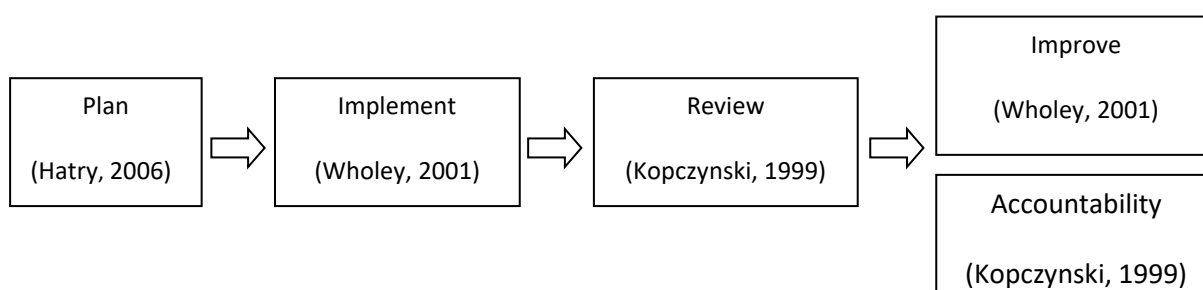 Plan
(Hatry, 2006)
Implement
(Wholey, 2001)
Review
(Kopczynski, 1999)
Improve
(Wholey, 2001)
Accountability
(Kopczynski, 1999)